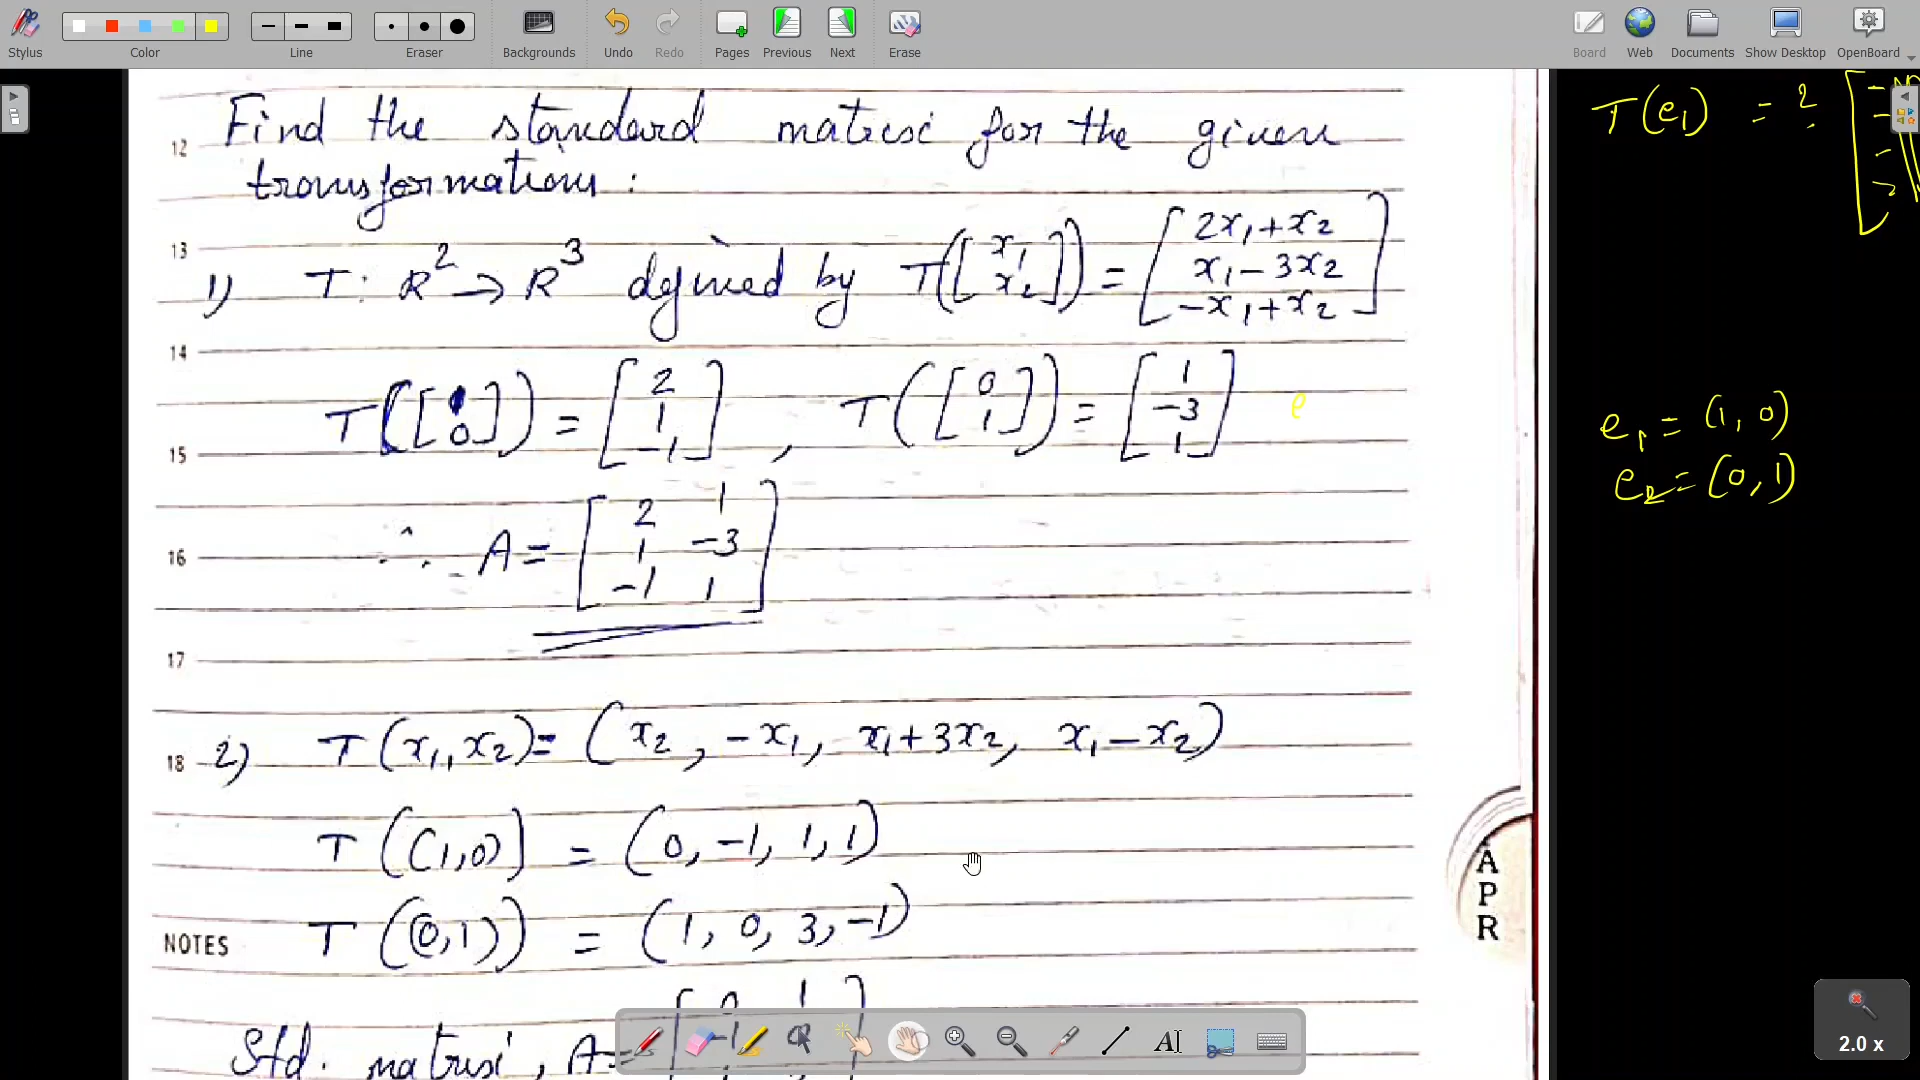 Stylus Color Line Eraser Backgrounds Undo Redo Pages Previous Next Erase Board Web Documents Show Desktop OpenBoard
12 Find the standard matrix for the given
transformations :
T(e1) = ?
13
1) T: R² → R³ defined by T([x1 x2]) = [2x1+x2 x1-3x2 -x1+x2]
14
T([1 0]) = [2 1 -1] , T([0 1]) = [1 -3 1] e
15
e1 = (1, 0)
e2 = (0, 1)
16 ∴ A = [2 1 1 -3 -1 1]
17
18 2) T(x1, x2) = (x2, -x1, x1+3x2, x1-x2)
T((1,0)) = (0, -1, 1, 1)
NOTES T((0,1)) = (1, 0, 3, -1)
APR
Std. matrix, A =
2.0 x